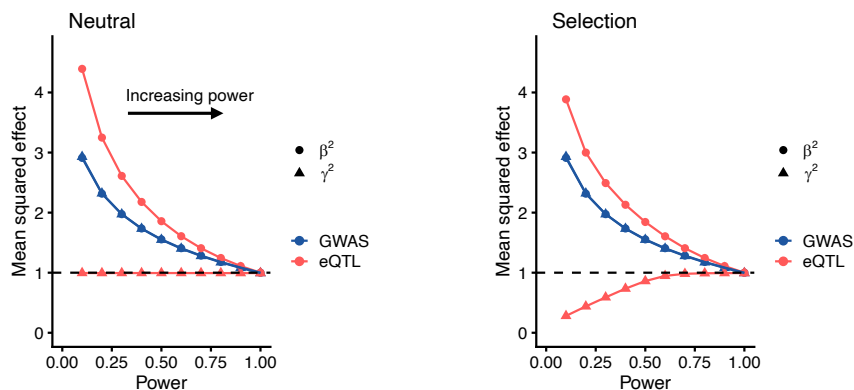 Neutral
Mean squared effect
4
3
2
1
0
Increasing power
0.00 0.25 0.50 0.75 1.00
Power
β²
γ²
GWAS
eQTL
Selection
Mean squared effect
4
3
2
1
0
0.00 0.25 0.50 0.75 1.00
Power
β²
γ²
GWAS
eQTL